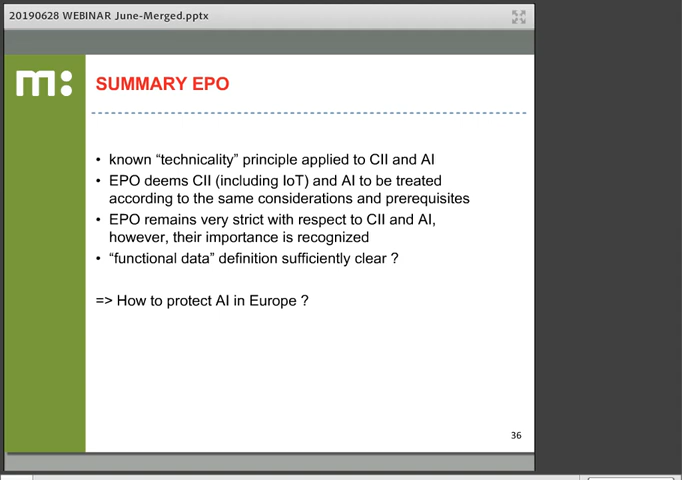 20190628 WEBINAR June-Merged.pptx
m:
SUMMARY EPO
• known “technicality” principle applied to CII and AI
• EPO deems CII (including IoT) and AI to be treated
according to the same considerations and prerequisites
• EPO remains very strict with respect to CII and AI,
however, their importance is recognized
• “functional data” definition sufficiently clear ?
=> How to protect AI in Europe ?
36